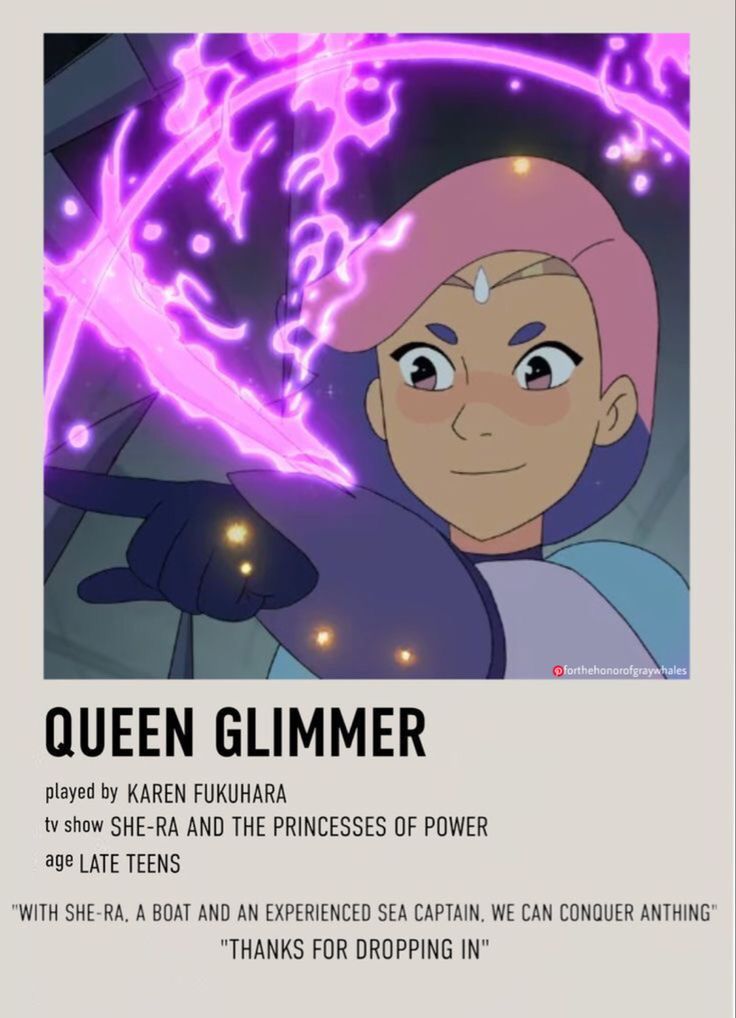 forthehonorofgraywhales
QUEEN GLIMMER
played by KAREN FUKUHARA
tv show SHE-RA AND THE PRINCESSES OF POWER
age LATE TEENS
"WITH SHE-RA, A BOAT AND AN EXPERIENCED SEA CAPTAIN, WE CAN CONQUER ANTHING"
"THANKS FOR DROPPING IN"